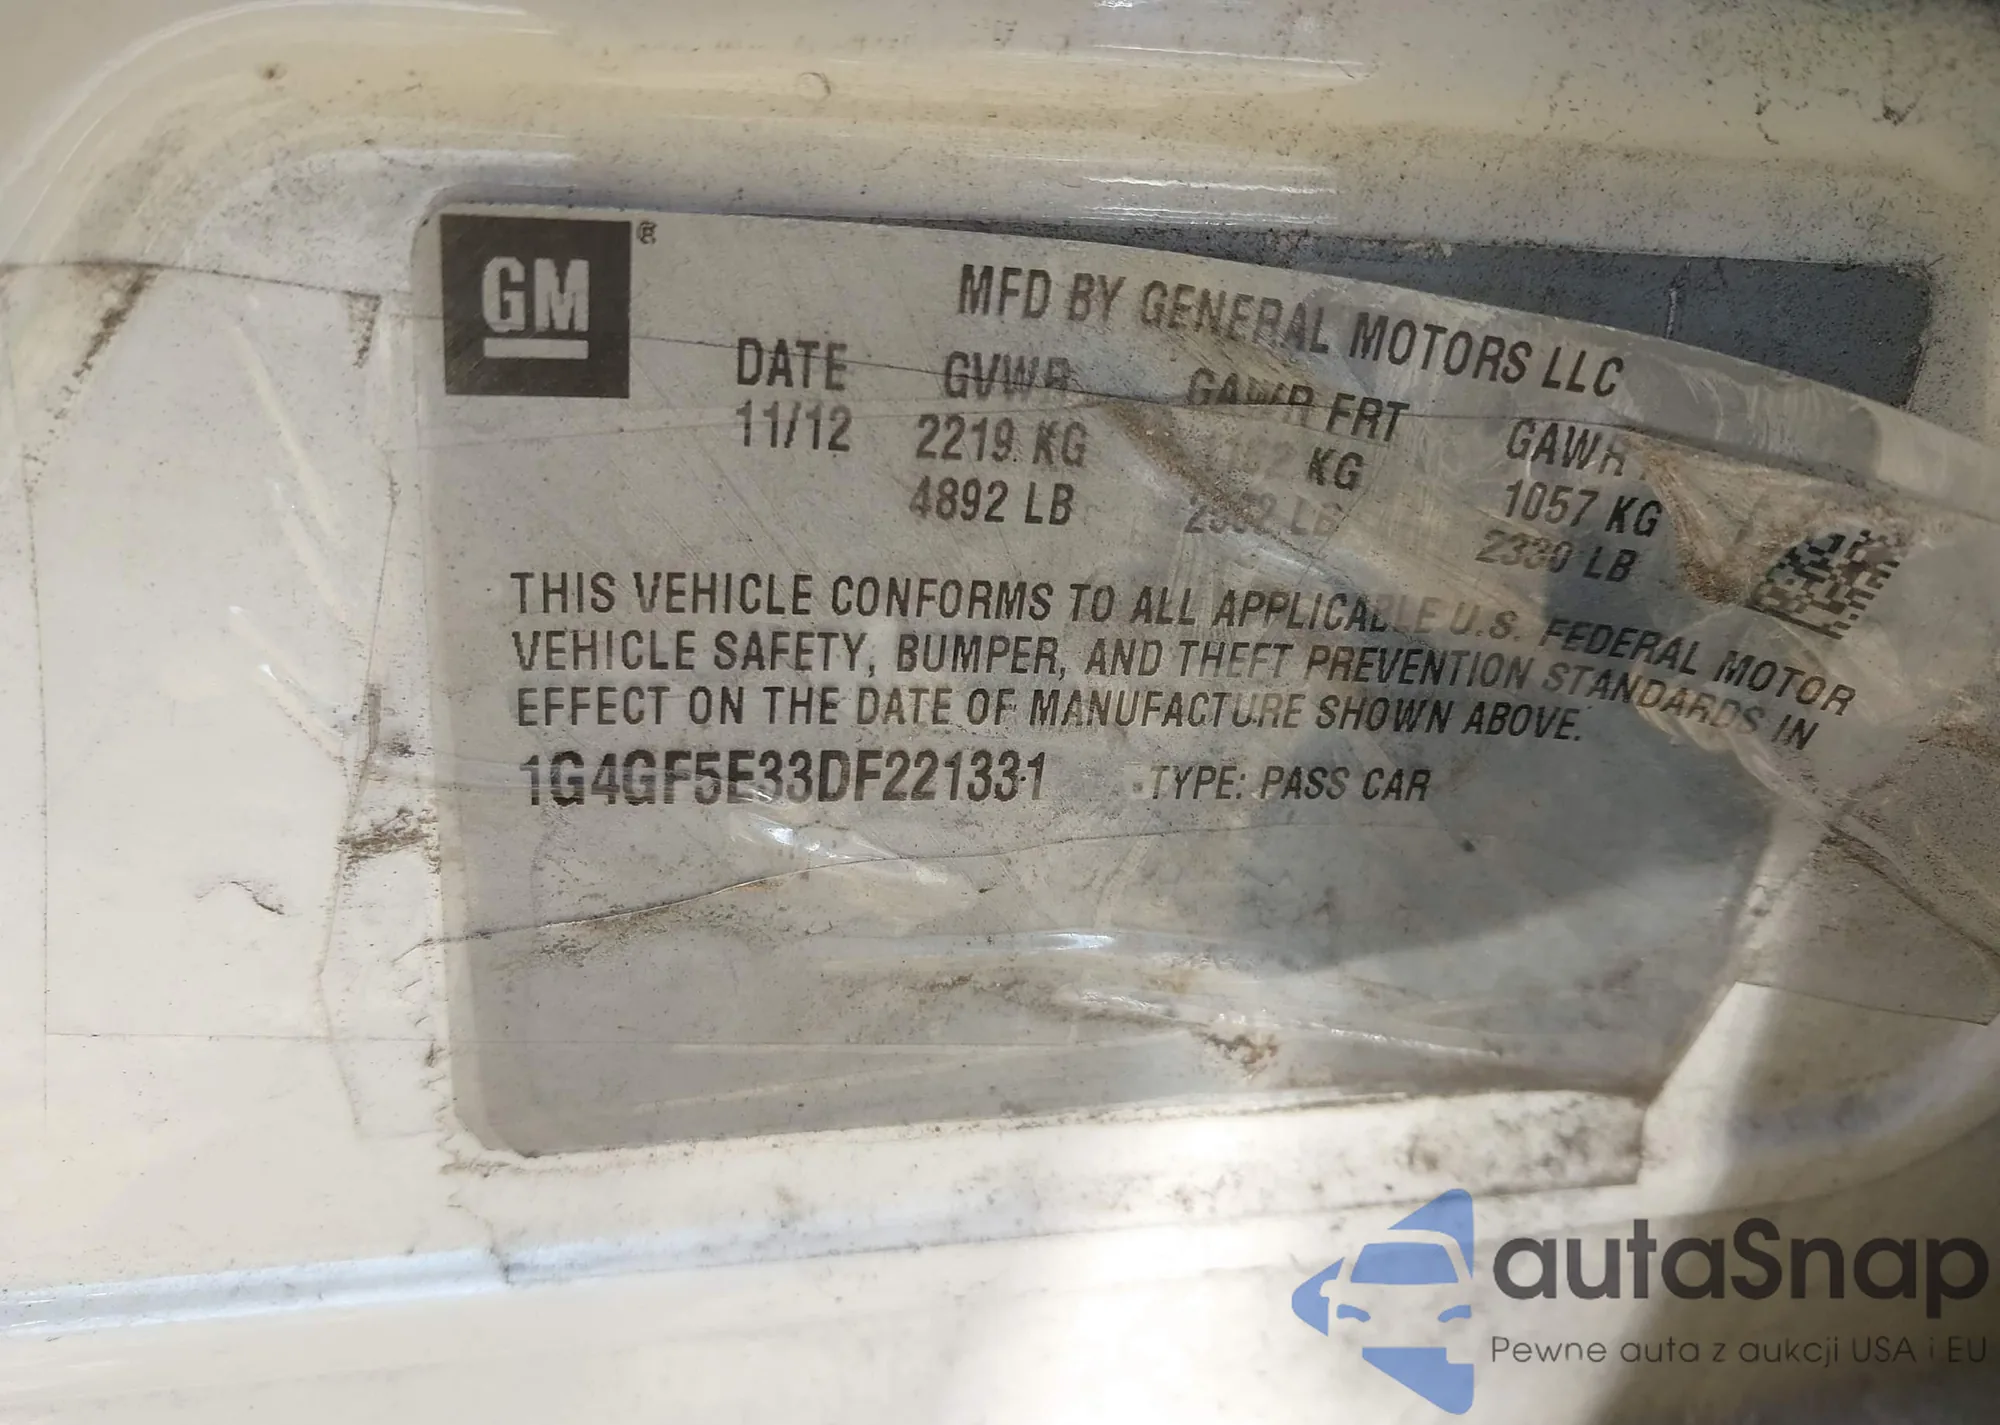 GM ®
MFD BY GENERAL MOTORS LLC
DATE GVWR GAWR FRT GAWR
11/12 2219 KG KG 1057 KG
4892 LB LB 2330 LB
THIS VEHICLE CONFORMS TO ALL APPLICABLE U.S. FEDERAL MOTOR
VEHICLE SAFETY, BUMPER, AND THEFT PREVENTION STANDARDS IN
EFFECT ON THE DATE OF MANUFACTURE SHOWN ABOVE.
1G4GF5E33DF221331 TYPE: PASS CAR
autaSnap
Pewne auta z aukcji USA i EU